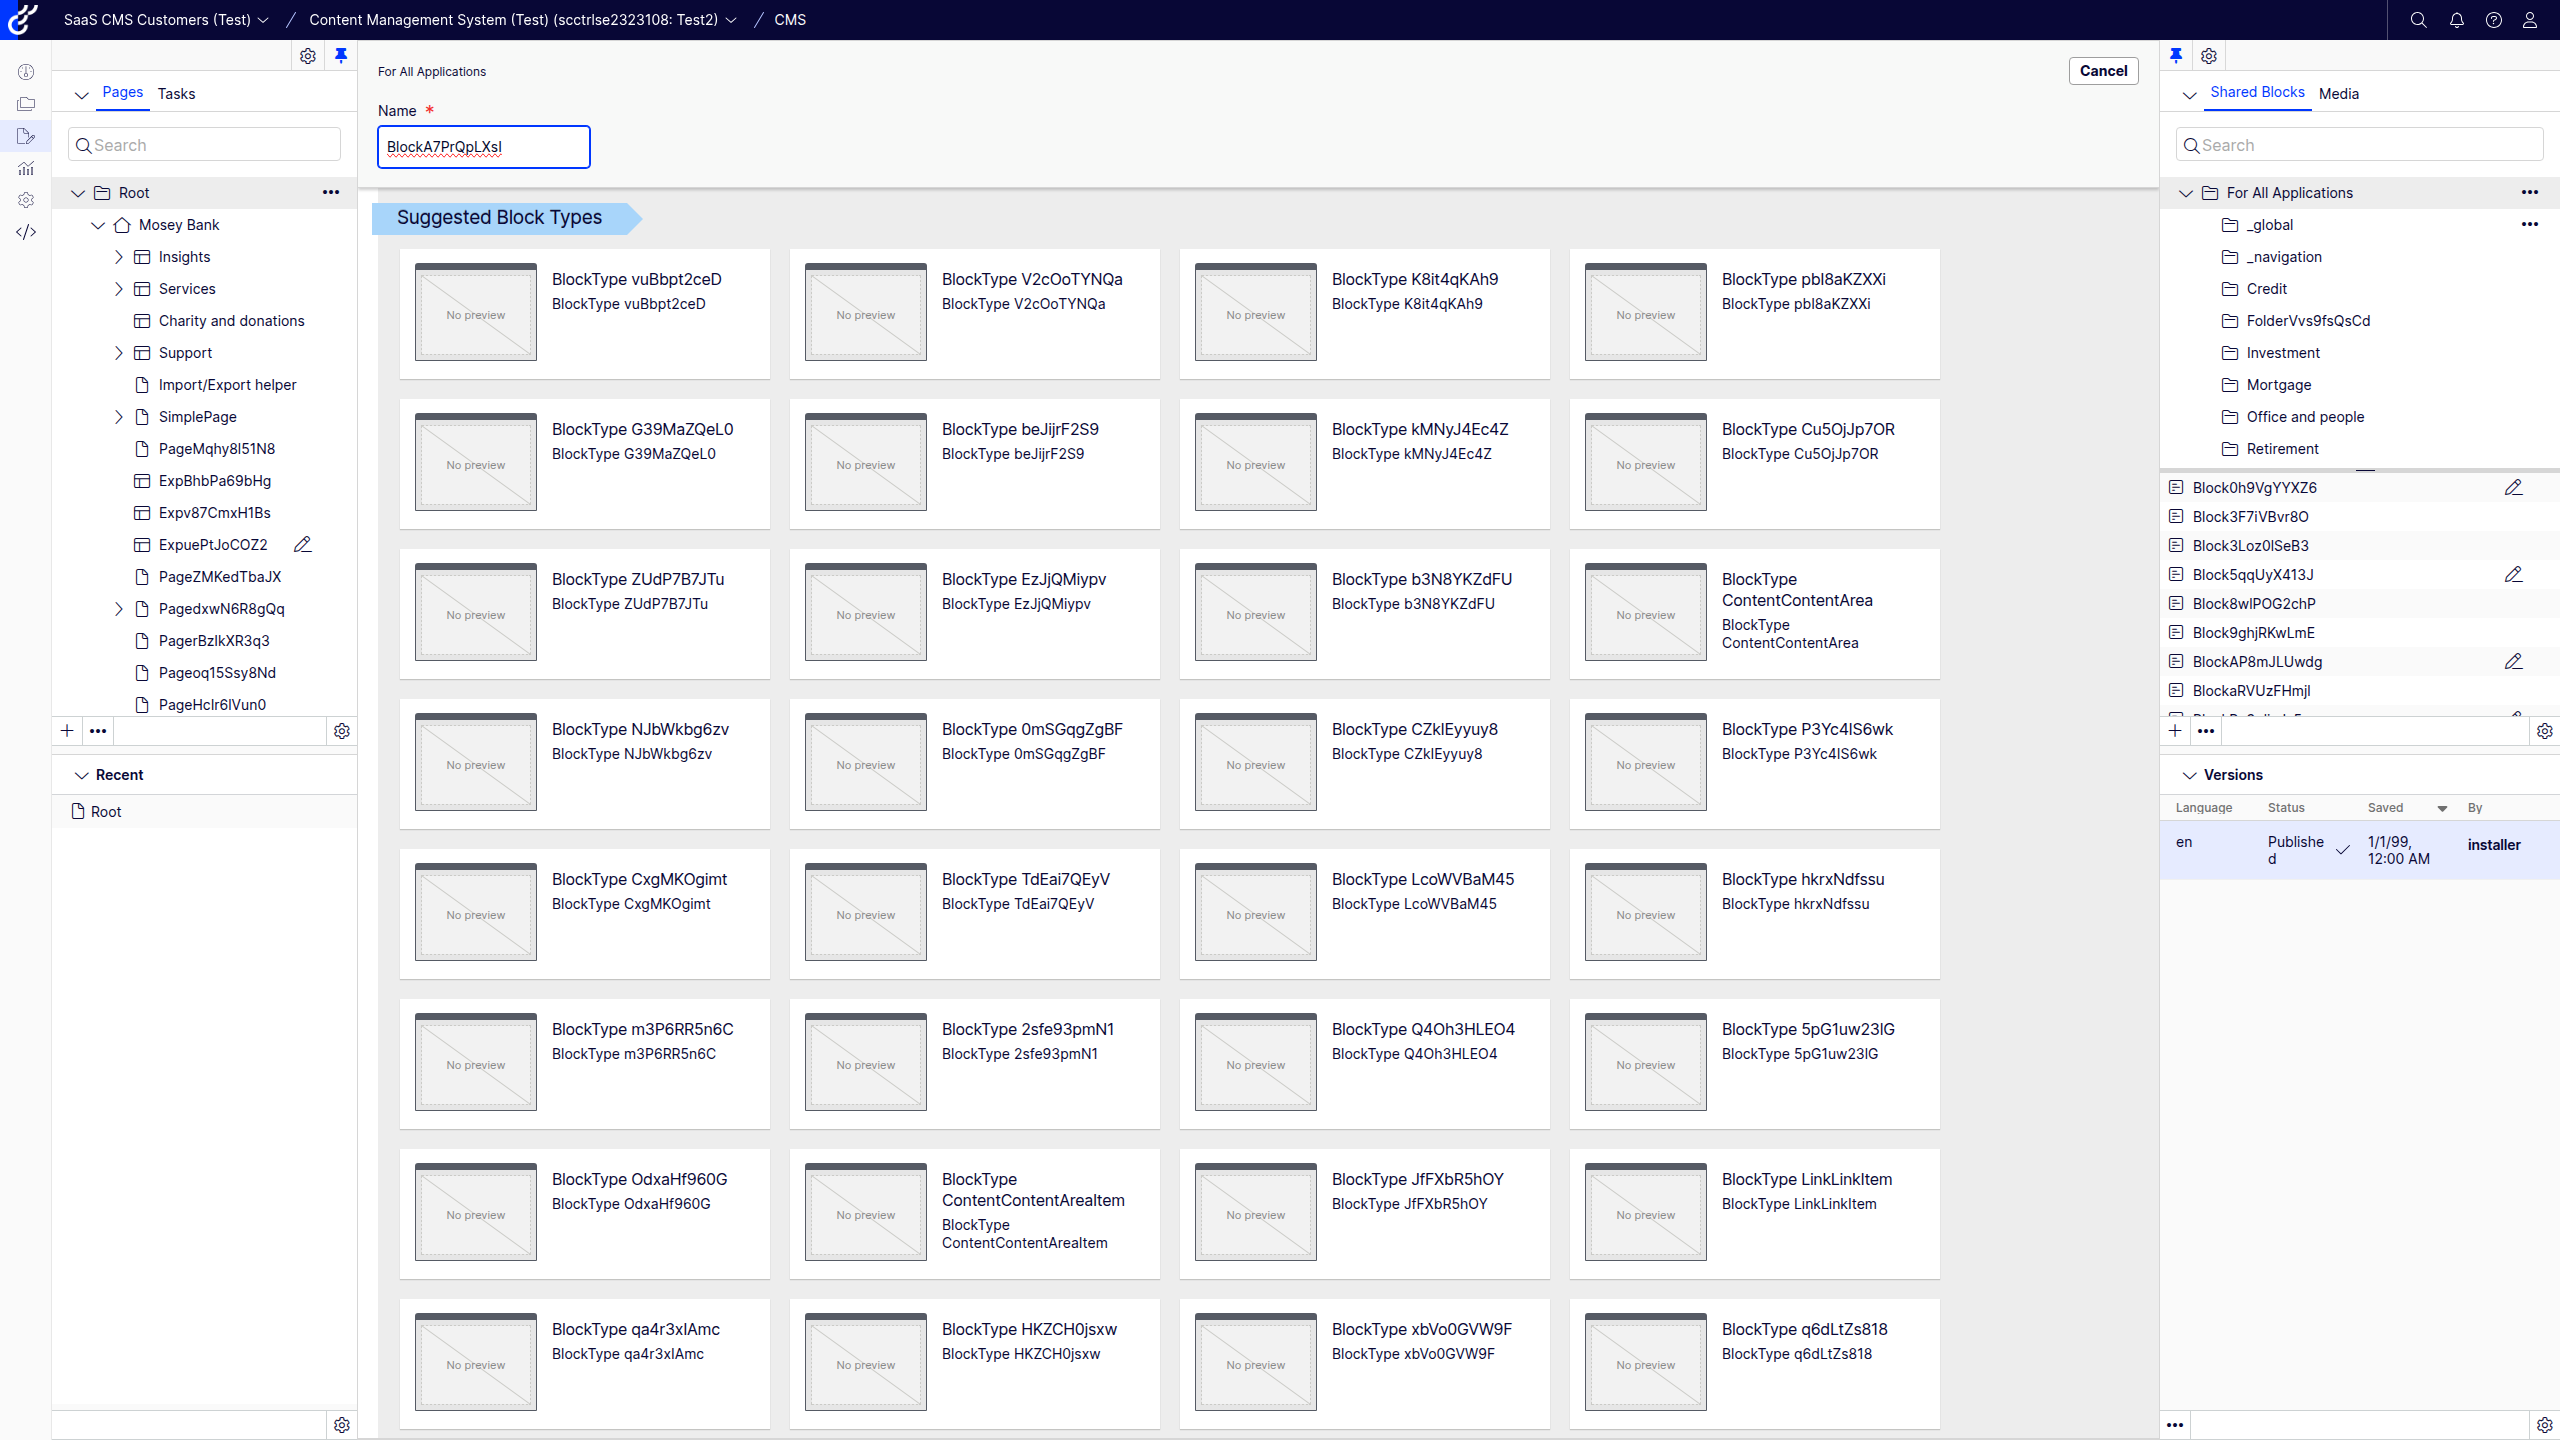 SaaS CMS Customers (Test)
Content Management System (Test) (scctrlse2323108: Test2)
CMS
Pages
Tasks
Search
Root
Mosey Bank
Insights
Services
Charity and donations
Support
Import/Export helper
SimplePage
PageMqhy8I51N8
ExpBhbPa69bHg
Expv87CmxH1Bs
ExpuePtJoCOZ2
PageZMKedTbaJX
PagedxwN6R8gQq
PagerBzlkXR3q3
Pageoq15Ssy8Nd
PageHclr6lVun0
Recent
Root
For All Applications
Cancel
Name *
BlockA7PrQpLXsI
Suggested Block Types
No preview
BlockType vuBbpt2ceD
BlockType vuBbpt2ceD
No preview
BlockType V2cOoTYNQa
BlockType V2cOoTYNQa
No preview
BlockType K8it4qKAh9
BlockType K8it4qKAh9
No preview
BlockType pbl8aKZXXi
BlockType pbl8aKZXXi
No preview
BlockType G39MaZQeL0
BlockType G39MaZQeL0
No preview
BlockType beJijrF2S9
BlockType beJijrF2S9
No preview
BlockType kMNyJ4Ec4Z
BlockType kMNyJ4Ec4Z
No preview
BlockType Cu5OjJp7OR
BlockType Cu5OjJp7OR
No preview
BlockType ZUdP7B7JTu
BlockType ZUdP7B7JTu
No preview
BlockType EzJjQMiypv
BlockType EzJjQMiypv
No preview
BlockType b3N8YKZdFU
BlockType b3N8YKZdFU
No preview
BlockType
ContentContentArea
BlockType
ContentContentArea
No preview
BlockType NJbWkbg6zv
BlockType NJbWkbg6zv
No preview
BlockType 0mSGqgZgBF
BlockType 0mSGqgZgBF
No preview
BlockType CZklEyyuy8
BlockType CZklEyyuy8
No preview
BlockType P3Yc4IS6wk
BlockType P3Yc4IS6wk
No preview
BlockType CxgMKOgimt
BlockType CxgMKOgimt
No preview
BlockType TdEai7QEyV
BlockType TdEai7QEyV
No preview
BlockType LcoWVBaM45
BlockType LcoWVBaM45
No preview
BlockType hkrxNdfssu
BlockType hkrxNdfssu
No preview
BlockType m3P6RR5n6C
BlockType m3P6RR5n6C
No preview
BlockType 2sfe93pmN1
BlockType 2sfe93pmN1
No preview
BlockType Q4Oh3HLEO4
BlockType Q4Oh3HLEO4
No preview
BlockType 5pG1uw23lG
BlockType 5pG1uw23lG
No preview
BlockType OdxaHf960G
BlockType OdxaHf960G
No preview
BlockType
ContentContentAreaItem
BlockType
ContentContentAreaItem
No preview
BlockType JfFXbR5hOY
BlockType JfFXbR5hOY
No preview
BlockType LinkLinkItem
BlockType LinkLinkItem
No preview
BlockType qa4r3xIAmc
BlockType qa4r3xIAmc
No preview
BlockType HKZCH0jsxw
BlockType HKZCH0jsxw
No preview
BlockType xbVo0GVW9F
BlockType xbVo0GVW9F
No preview
BlockType q6dLtZs818
BlockType q6dLtZs818
Shared Blocks
Media
Search
For All Applications
_global
_navigation
Credit
FolderVvs9fsQsCd
Investment
Mortgage
Office and people
Retirement
Block0h9VgYYXZ6
Block3F7iVBvr8O
Block3Loz0lSeB3
Block5qqUyX413J
Block8wlPOG2chP
Block9ghjRKwLmE
BlockAP8mJLUwdg
BlockaRVUzFHmjl
Versions
Language Status Saved By
en
Publishe
d
1/1/99,
12:00 AM
installer